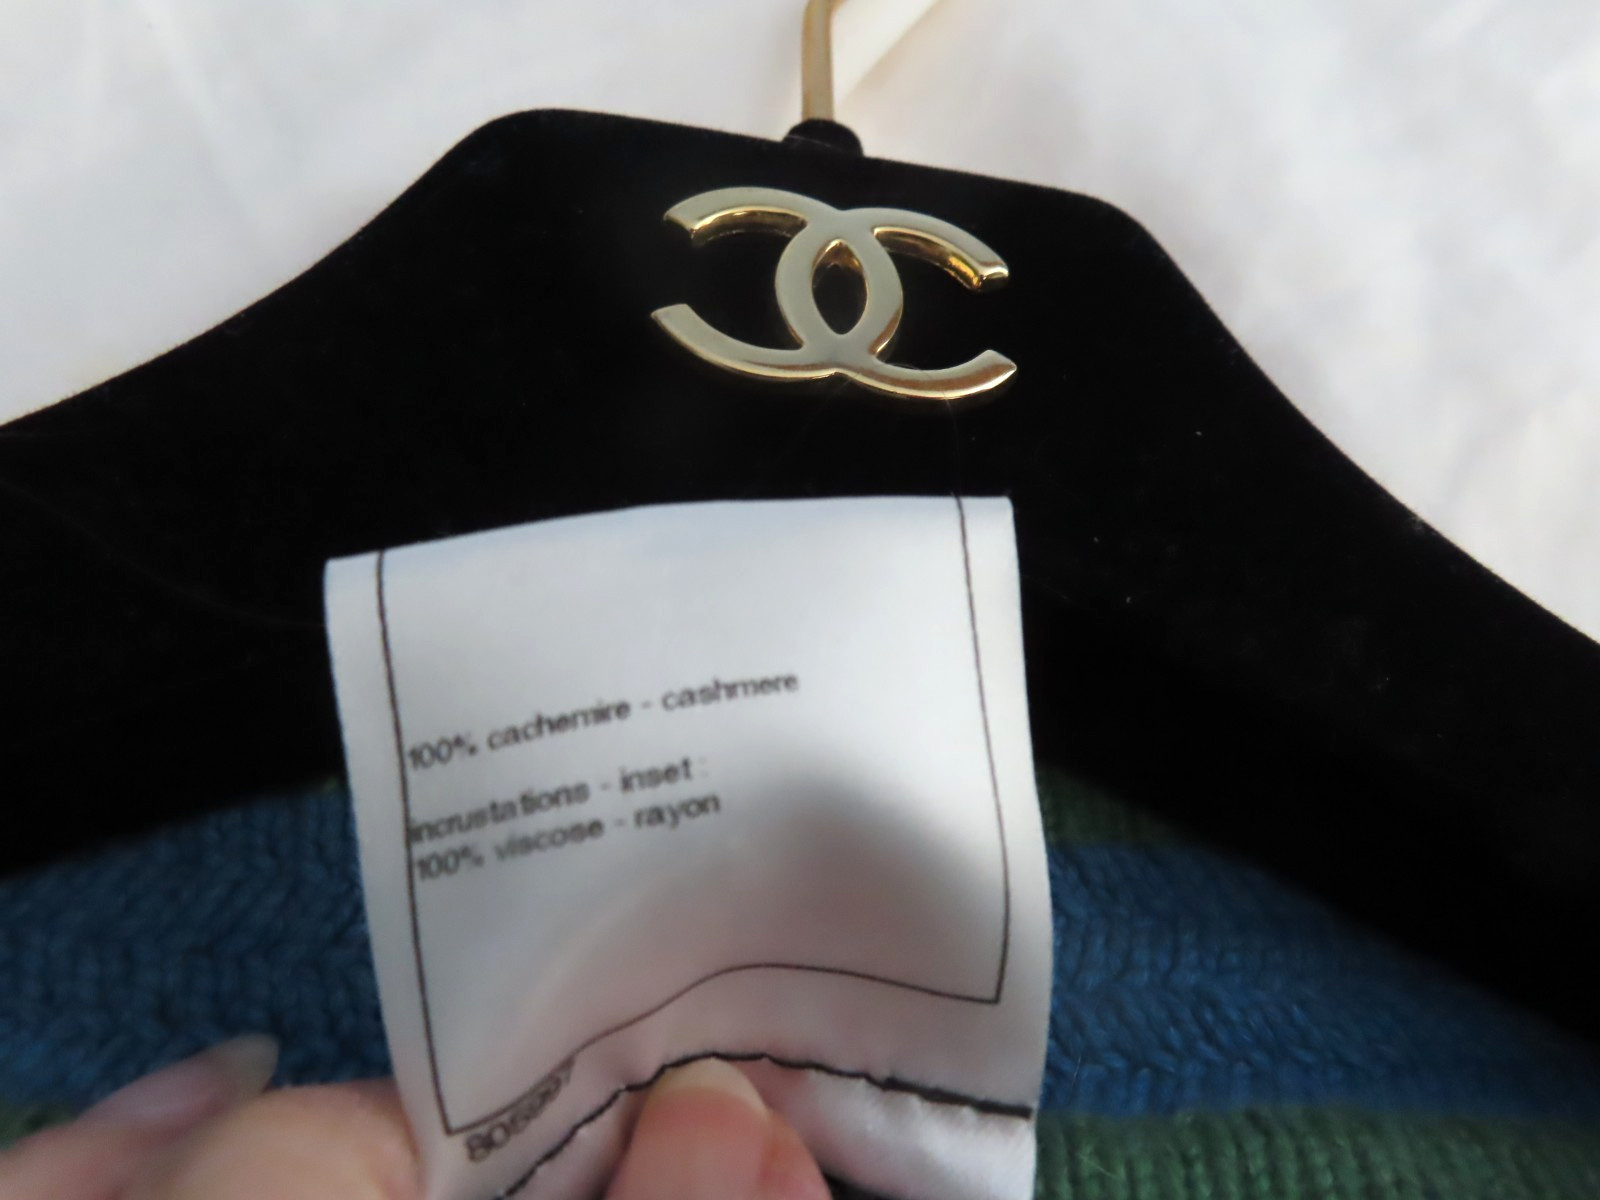 100% cachemire - cashmere
incrustations - inset :
100% viscose - rayon